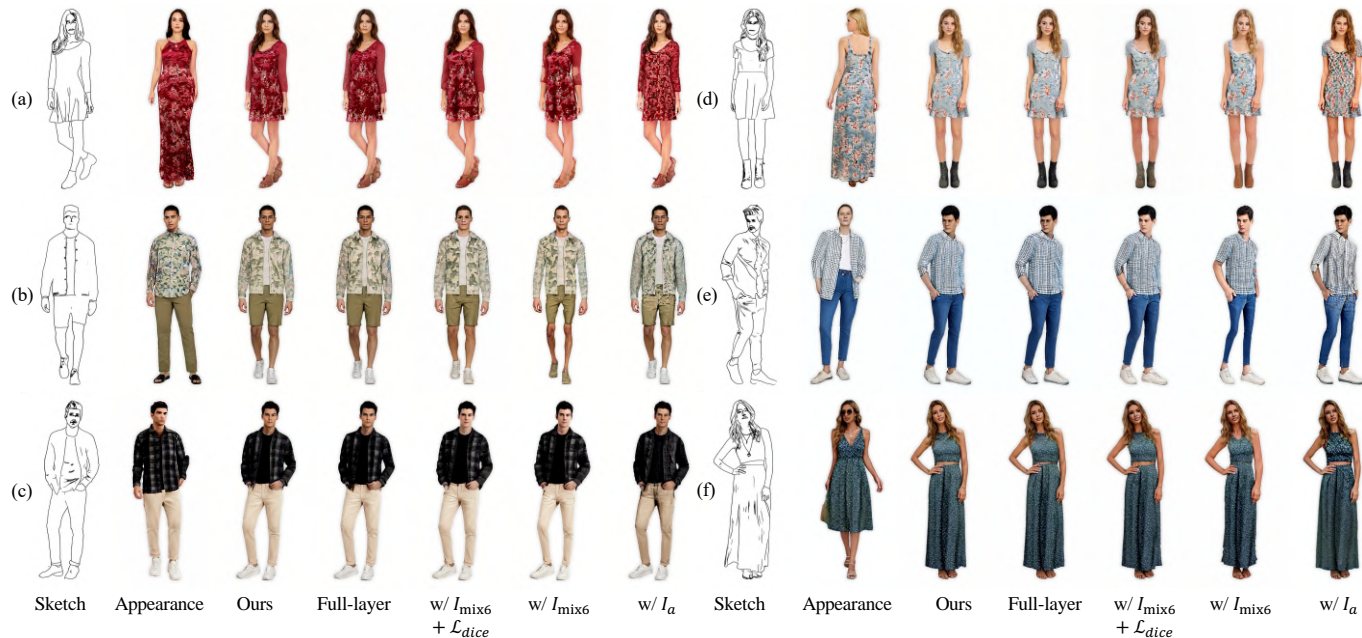 (a)
(d)
(b)
(e)
(c)
(f)
Sketch Appearance Ours Full-layer w/ I_mix6 + ℒ_dice w/ I_mix6 w/ I_a Sketch Appearance Ours Full-layer w/ I_mix6 + ℒ_dice w/ I_mix6 w/ I_a